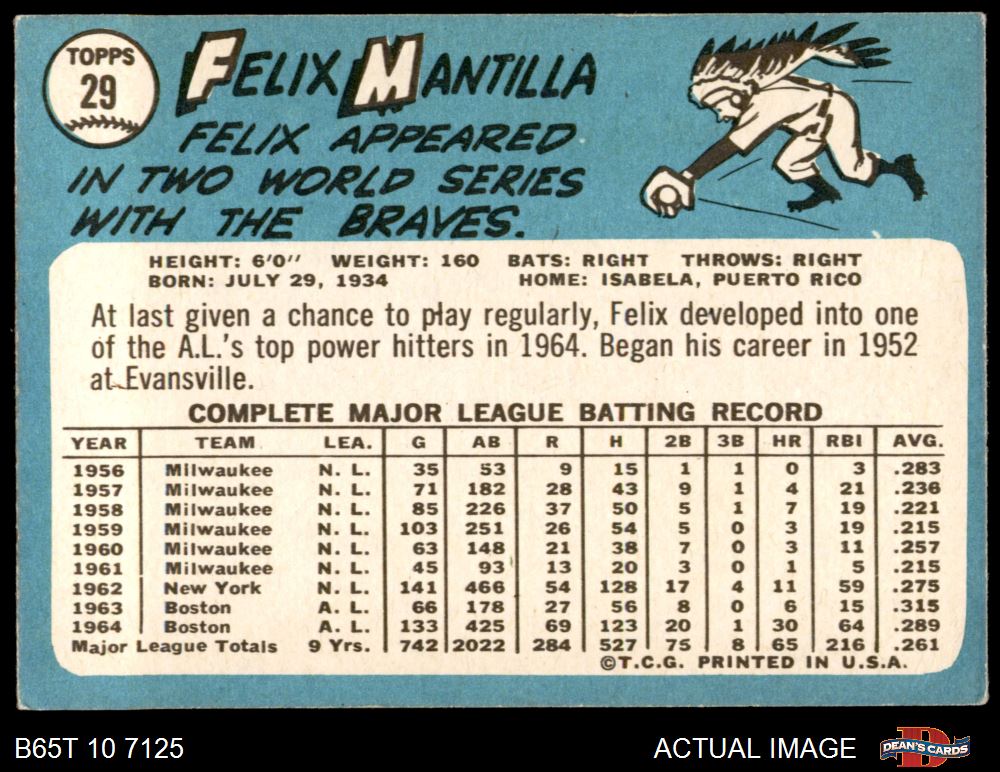 TOPPS
29
FELIX MANTILLA
FELIX APPEARED
IN TWO WORLD SERIES
WITH THE BRAVES.
HEIGHT: 6'0" WEIGHT: 160 BATS: RIGHT THROWS: RIGHT
BORN: JULY 29, 1934 HOME: ISABELA, PUERTO RICO
At last given a chance to play regularly, Felix developed into one
of the A.L.'s top power hitters in 1964. Began his career in 1952
at Evansville.
COMPLETE MAJOR LEAGUE BATTING RECORD
YEAR TEAM LEA. G AB R H 2B 3B HR RBI AVG.
1956 Milwaukee N. L. 35 53 9 15 1 1 0 3 .283
1957 Milwaukee N. L. 71 182 28 43 9 1 4 21 .236
1958 Milwaukee N. L. 85 226 37 50 5 1 7 19 .221
1959 Milwaukee N. L. 103 251 26 54 5 0 3 19 .215
1960 Milwaukee N. L. 63 148 21 38 7 0 3 11 .257
1961 Milwaukee N. L. 45 93 13 20 3 0 1 5 .215
1962 New York N. L. 141 466 54 128 17 4 11 59 .275
1963 Boston A. L. 66 178 27 56 8 0 6 15 .315
1964 Boston A. L. 133 425 69 123 20 1 30 64 .289
Major League Totals 9 Yrs. 742 2022 284 527 75 8 65 216 .261
©T.C.G. PRINTED IN U.S.A.
B65T 10 7125 ACTUAL IMAGE D DEAN'S CARDS